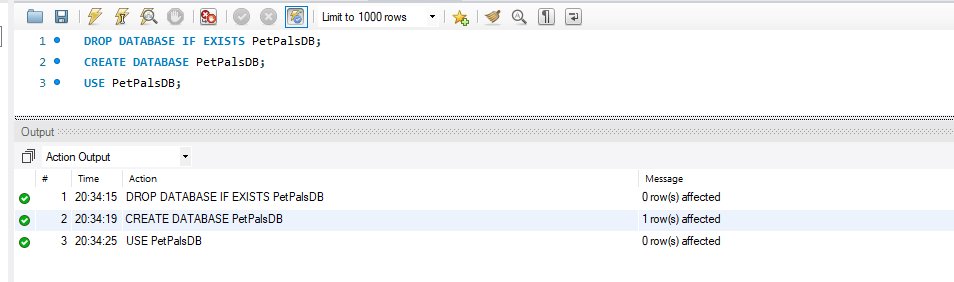 Limit to 1000 rows
1 DROP DATABASE IF EXISTS PetPalsDB;
2 CREATE DATABASE PetPalsDB;
3 USE PetPalsDB;
Output
Action Output
# Time Action Message
1 20:34:15 DROP DATABASE IF EXISTS PetPalsDB 0 row(s) affected
2 20:34:19 CREATE DATABASE PetPalsDB 1 row(s) affected
3 20:34:25 USE PetPalsDB 0 row(s) affected